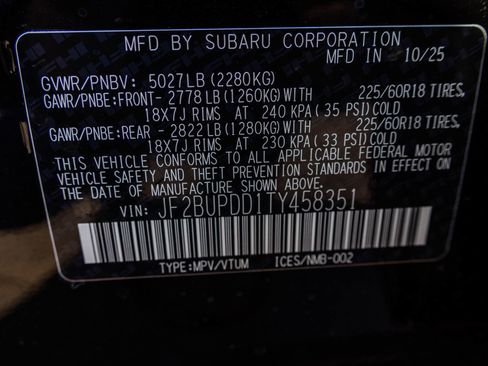 MFD BY SUBARU CORPORATION
MFD IN 10/25
GVWR/PNBV: 5027LB (2280KG)
GAWR/PNBE:FRONT- 2778 LB (1260KG) WITH 225/60R18 TIRES,
18X7J RIMS AT 240 KPA (35 PSI) COLD
GAWR/PNBE:REAR - 2822 LB (1280KG) WITH 225/60R18 TIRES,
18X7J RIMS AT 230 KPA (33 PSI) COLD
THIS VEHICLE CONFORMS TO ALL APPLICABLE FEDERAL MOTOR
VEHICLE SAFETY AND THEFT PREVENTION STANDARDS IN EFFECT ON
THE DATE OF MANUFACTURE SHOWN ABOVE.
VIN: JF2BUPDD1TY458351
TYPE:MPV/VTUM ICES/NMB-002